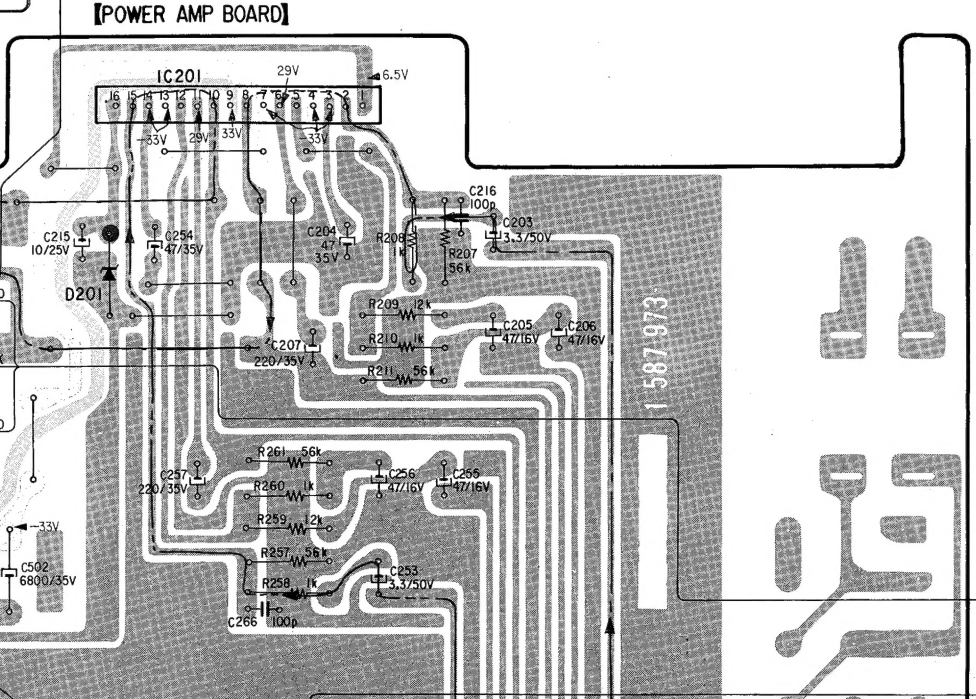 【POWER AMP BOARD】
6.5V
29V
IC201
16 15 14 13 12 11 10 9 8 7 6 5 4 3 2
-33V 29V 33V -33V
C216
100p
C203
3.3/50V
C215
10/25V
C254
47/35V
C204
47
35V
R208
1k
R207
56k
D201
R209 12k
C205
47/16V
C206
47/16V
C207
220/35V
R210 1k
R211 56k
1 587 973
R261 56k
C257
220/35V
R260 1k
C256
47/16V
C255
47/16V
R259 12k
-33V
R257 56k
C502
6800/35V
R258 1k
C253
3.3/50V
C266 100p